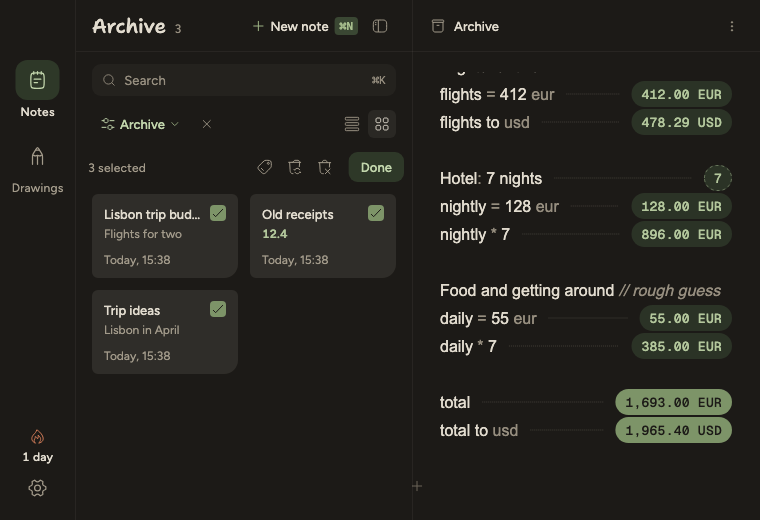 Archive 3
+ New note ⌘N
Archive
Notes
Drawings
1 day
Search ⌘K
Archive
3 selected
Done
Lisbon trip bud...
Flights for two
Today, 15:38
Old receipts
12.4
Today, 15:38
Trip ideas
Lisbon in April
Today, 15:38
flights = 412 eur 412.00 EUR
flights to usd 478.29 USD
Hotel: 7 nights 7
nightly = 128 eur 128.00 EUR
nightly * 7 896.00 EUR
Food and getting around // rough guess
daily = 55 eur 55.00 EUR
daily * 7 385.00 EUR
total 1,693.00 EUR
total to usd 1,965.40 USD